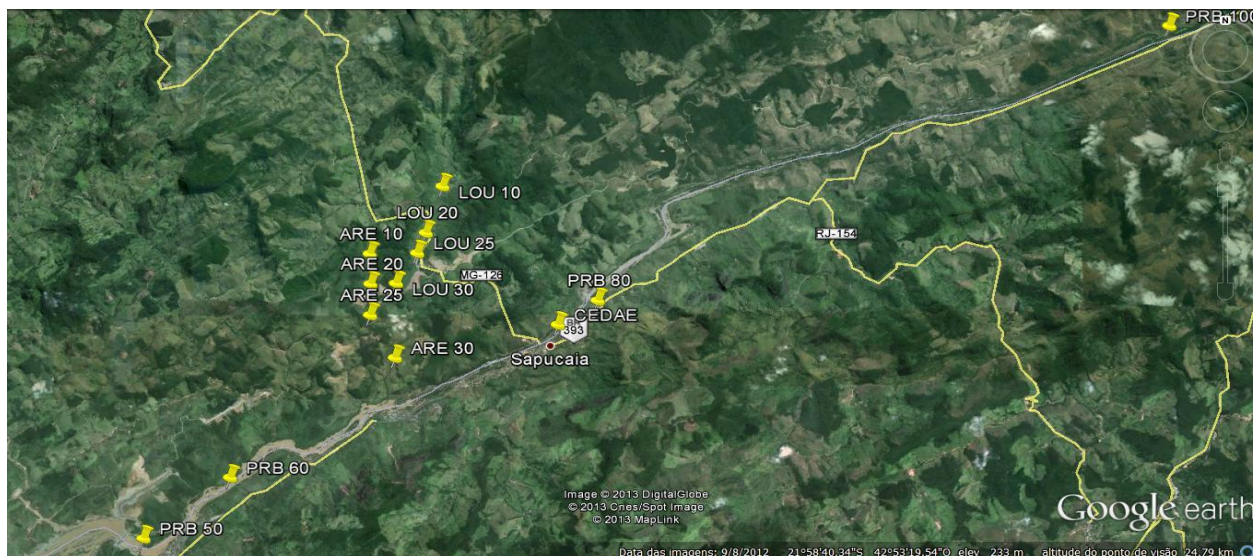 PRB 100
N
LOU 10
LOU 20
ARE 10
LOU 25
RJ-154
ARE 20
MG-126
LOU 30
PRB 80
ARE 25
CEDAE
393
Sapucaia
ARE 30
PRB 60
PRB 50
Image © 2013 DigitalGlobe
© 2013 Cnes/Spot Image
© 2013 MapLink
Google earth
Data das imagens: 9/8/2012 21°58'40.34"S 42°53'19.54"O elev 233 m altitude do ponto de visão 24.79 km